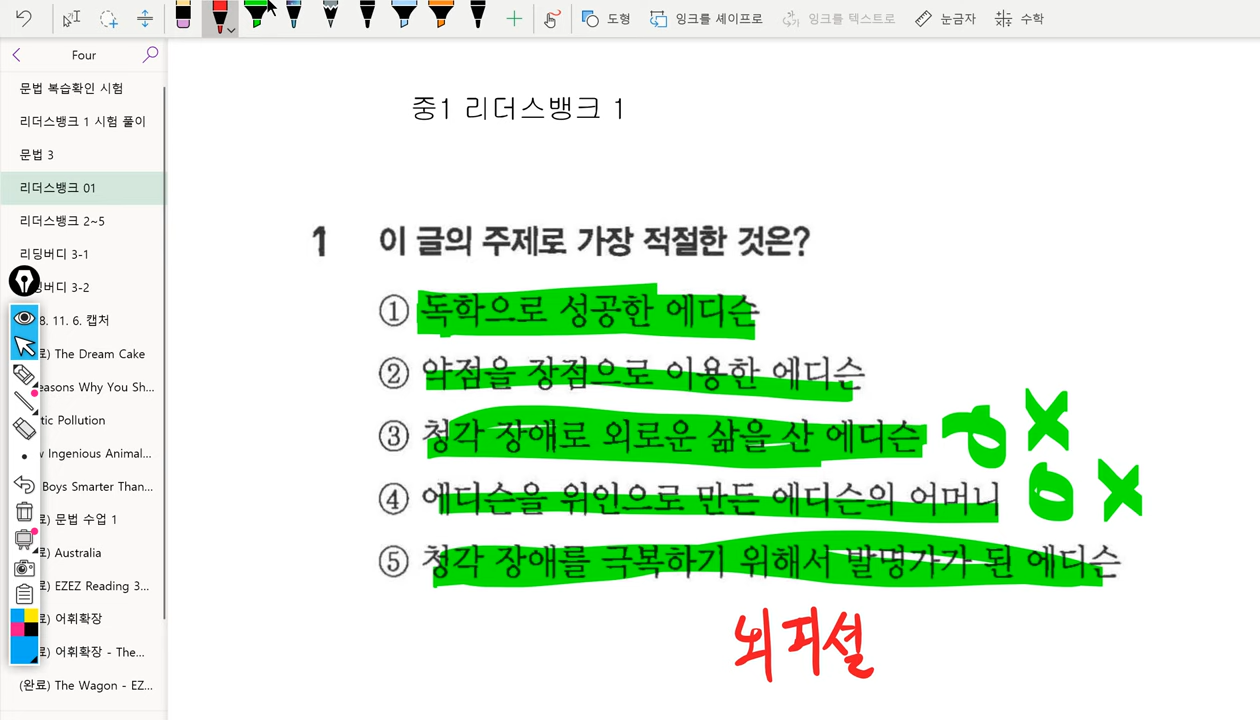 도형
잉크를 셰이프로
잉크를 텍스트로
눈금자
수학
Four
문법 복습확인 시험
리더스뱅크 1 시험 풀이
문법 3
리더스뱅크 01
리더스뱅크 2~5
리딩버디 3-1
딩버디 3-2
8. 11. 6. 캡처
료) The Dream Cake
easons Why You Sh...
tic Pollution
w Ingenious Animal...
Boys Smarter Than...
료) 문법 수업 1
료) Australia
료) EZEZ Reading 3...
료) 어휘확장
료) 어휘확장 - The...
(완료) The Wagon - EZ...
중1 리더스뱅크 1
1 이 글의 주제로 가장 적절한 것은?
① 독학으로 성공한 에디슨
② 약점을 장점으로 이용한 에디슨
③ 청각 장애로 외로운 삶을 산 에디슨
④ 에디슨을 위인으로 만든 에디슨의 어머니
⑤ 청각 장애를 극복하기 위해서 발명가가 된 에디슨
뇌피셜